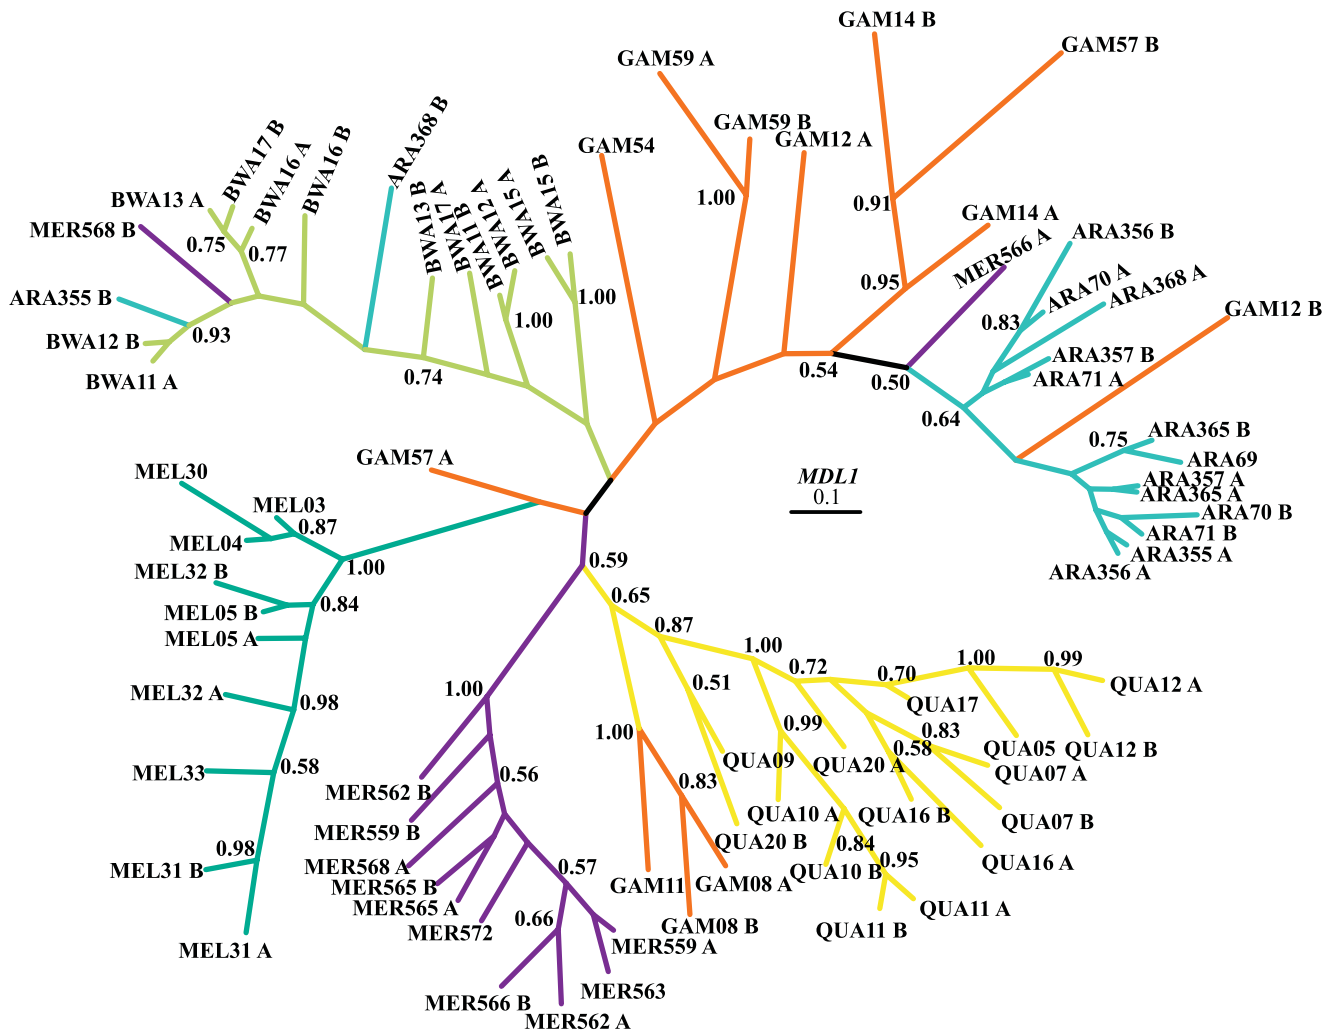 GAM14 B
GAM57 B
GAM59 A
GAM59 B
GAM12 A
GAM54
ARA368 B
BWA17 B
BWA16 A
BWA16 B
BWA13 A
MER568 B
0.75
0.77
ARA355 B
0.93
BWA12 B
BWA11 A
BWA13 B
BWA17 A
BWA11 B
BWA12 A
BWA15 A
BWA15 B
1.00
1.00
0.74
1.00
0.91
GAM14 A
0.95
MER566 A
ARA356 B
ARA70 A
ARA368 A
0.83
GAM12 B
0.54
0.50
ARA357 B
ARA71 A
0.64
0.75
ARA365 B
ARA69
ARA357 A
ARA365 A
ARA70 B
ARA71 B
ARA355 A
ARA356 A
MDL1
0.1
GAM57 A
MEL30
MEL03
0.87
MEL04
1.00
MEL32 B
0.84
MEL05 B
MEL05 A
MEL32 A
0.98
MEL33
0.58
0.98
MEL31 B
MEL31 A
0.59
0.65
0.87
1.00
0.72
0.70
1.00
0.99
QUA12 A
0.51
QUA17
1.00
0.99
0.83
0.58
QUA05
QUA12 B
QUA09
QUA20 A
QUA07 A
0.83
QUA10 A
QUA16 B
QUA07 B
QUA20 B
0.84
QUA16 A
0.95
QUA10 B
GAM11
GAM08 A
QUA11 A
GAM08 B
QUA11 B
1.00
0.56
MER562 B
MER559 B
MER568 A
0.57
MER565 B
MER565 A
0.66
MER572
MER559 A
MER563
MER566 B
MER562 A